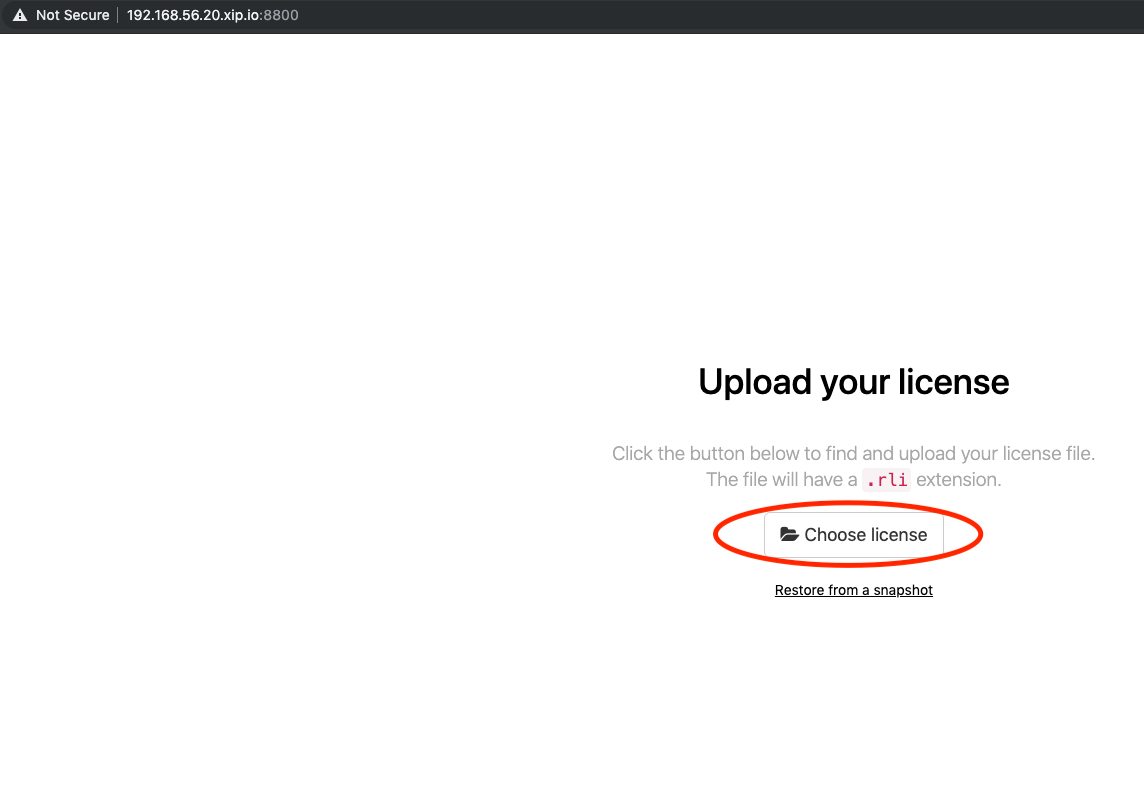 Not Secure 192.168.56.20.xip.io:8800
Upload your license
Click the button below to find and upload your license file.
The file will have a .rli extension.
Choose license
Restore from a snapshot